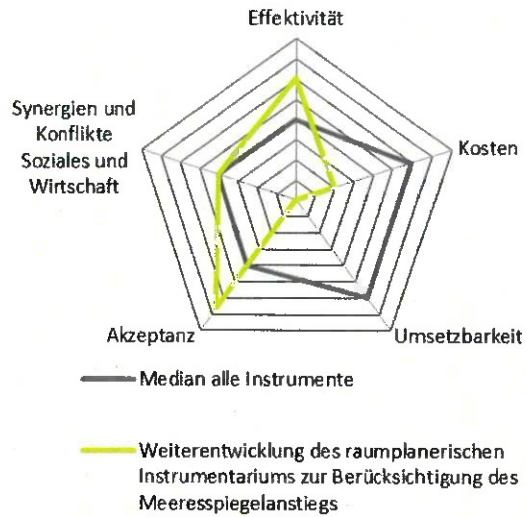 Effektivität
Synergien und
Konflikte
Soziales und
Wirtschaft
Kosten
Akzeptanz
Umsetzbarkeit
Median alle Instrumente
Weiterentwicklung des raumplanerischen
Instrumentariums zur Berücksichtigung des
Meeresspiegelanstiegs